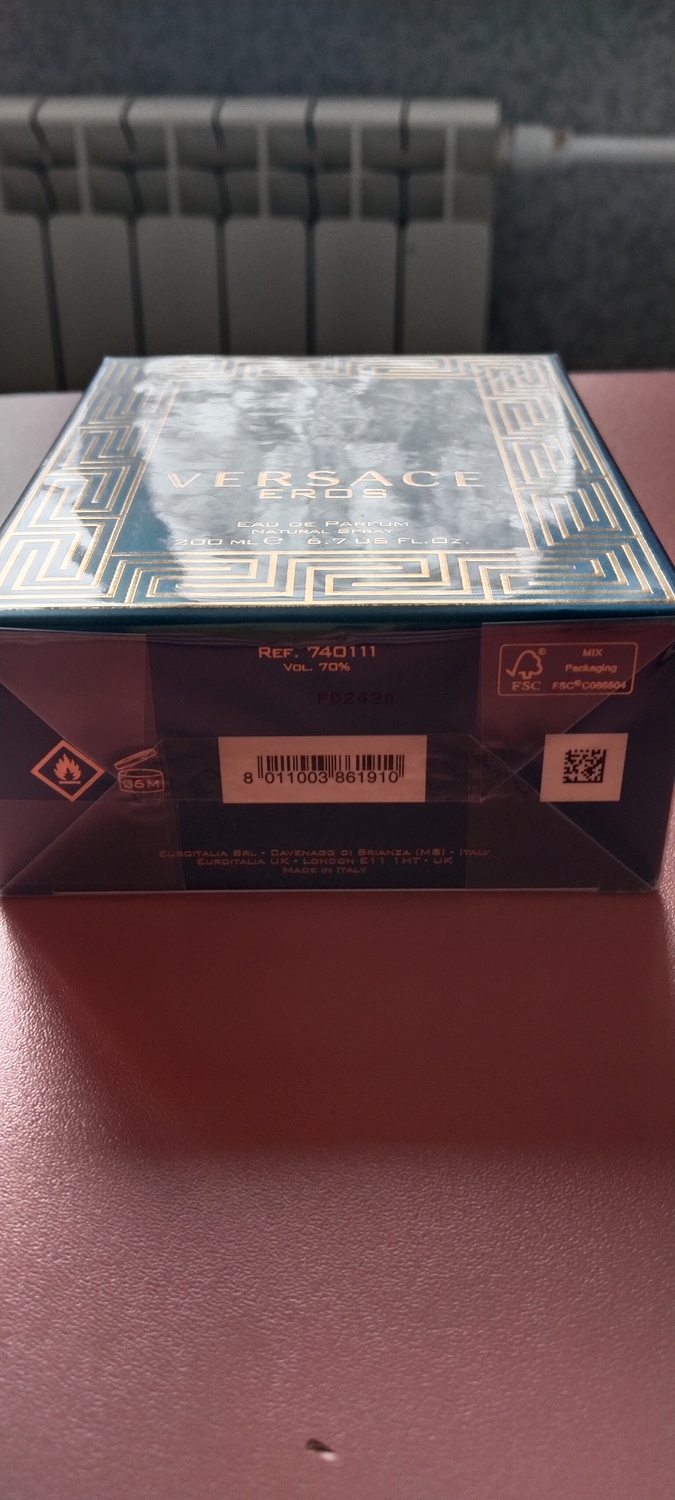 VERSACE
EROS
EAU DE PARFUM
NATURAL SPRAY
200 ML e 6.7 US FL.OZ.
REF. 740111
VOL. 70%
PD2430
FSC®
MIX
Packaging
FSC® C066504
36M
8 011003 861910
EUROITALIA SRL • CAVENAGO DI BRIANZA (MB) • ITALY
EUROITALIA UK • LONDON E11 1HT • UK
MADE IN ITALY